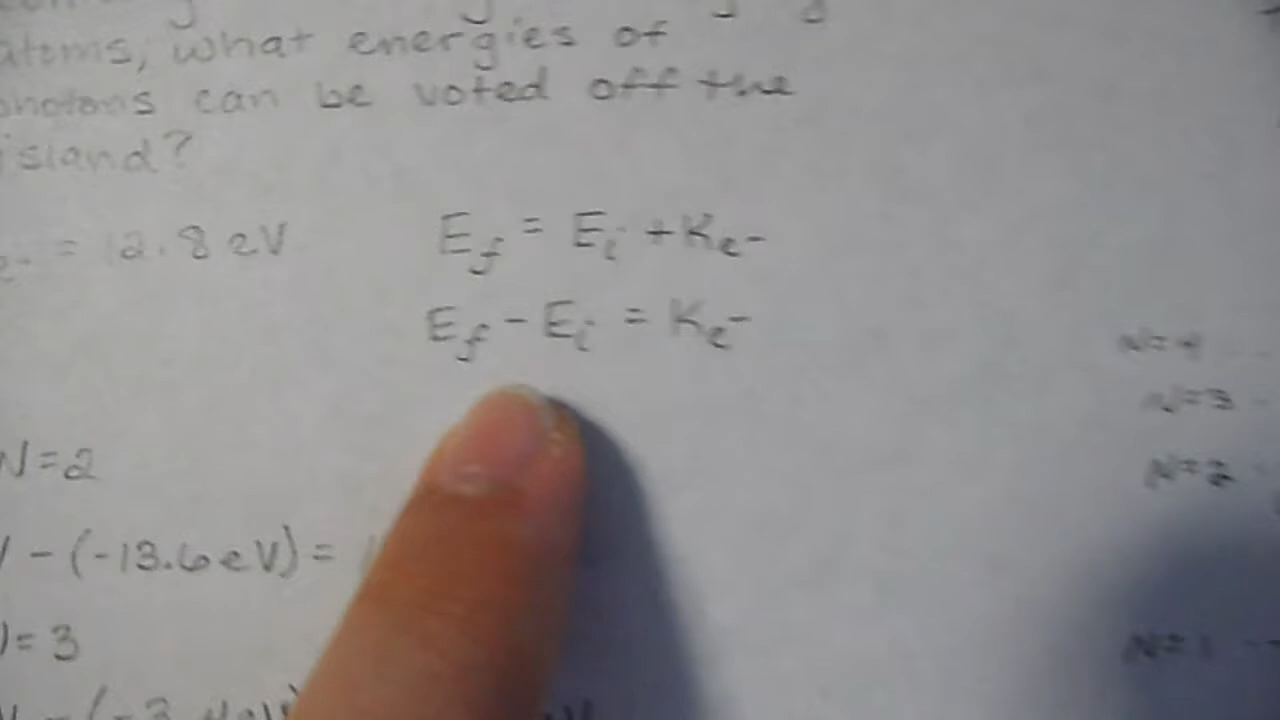 atoms, what energies of
photons can be voted off the
island?
e- = 12.8 eV
E_f = E_i + K_e-
E_f - E_i = K_e-
N=4
N=3
N=2
N=2
- (-13.6 eV) =
= 3
N=1